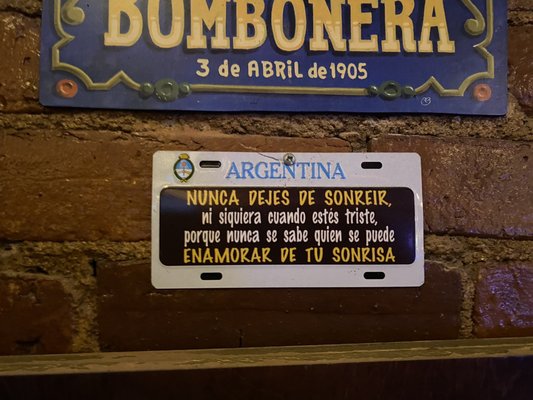 BOMBONERA
3 de ABRIL de 1905
ARGENTINA
NUNCA DEJES DE SONREIR,
ni siquiera cuando estés triste,
porque nunca se sabe quien se puede
ENAMORAR DE TU SONRISA